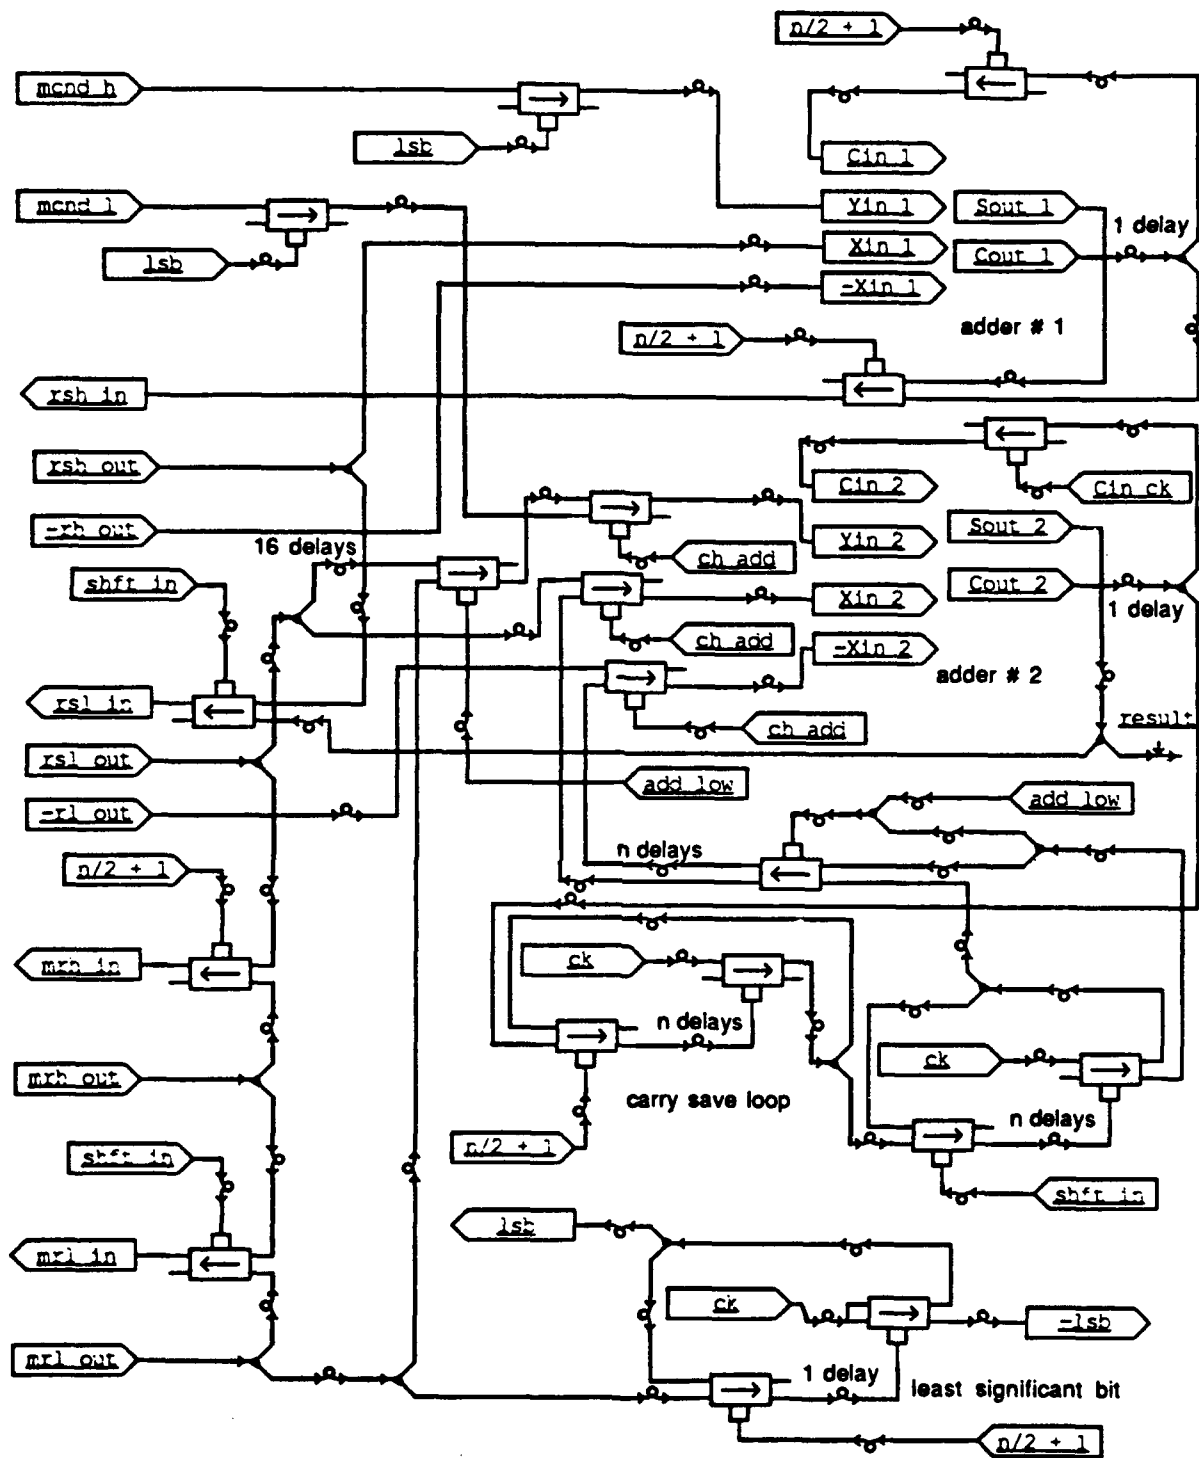 n/2 + 1
mcnd h
lsb
Cin 1
mcnd l
Yin 1
Sout 1
1 delay
lsb
Xin 1
Cout 1
-Xin 1
n/2 + 1
adder # 1
rsh in
rsh out
Cin 2
Cin ck
-rh out
Sout 2
16 delays
Yin 2
shft in
ch add
Xin 2
Cout 2
1 delay
ch add
-Xin 2
rsl in
adder # 2
ch add
result
rsl out
add low
-rl out
add low
n/2 + 1
n delays
mrh in
ck
n delays
ck
mrh out
carry save loop
n delays
shft in
n/2 + 1
shft in
lsb
mrl in
ck
-lsb
mrl out
1 delay
least significant bit
n/2 + 1